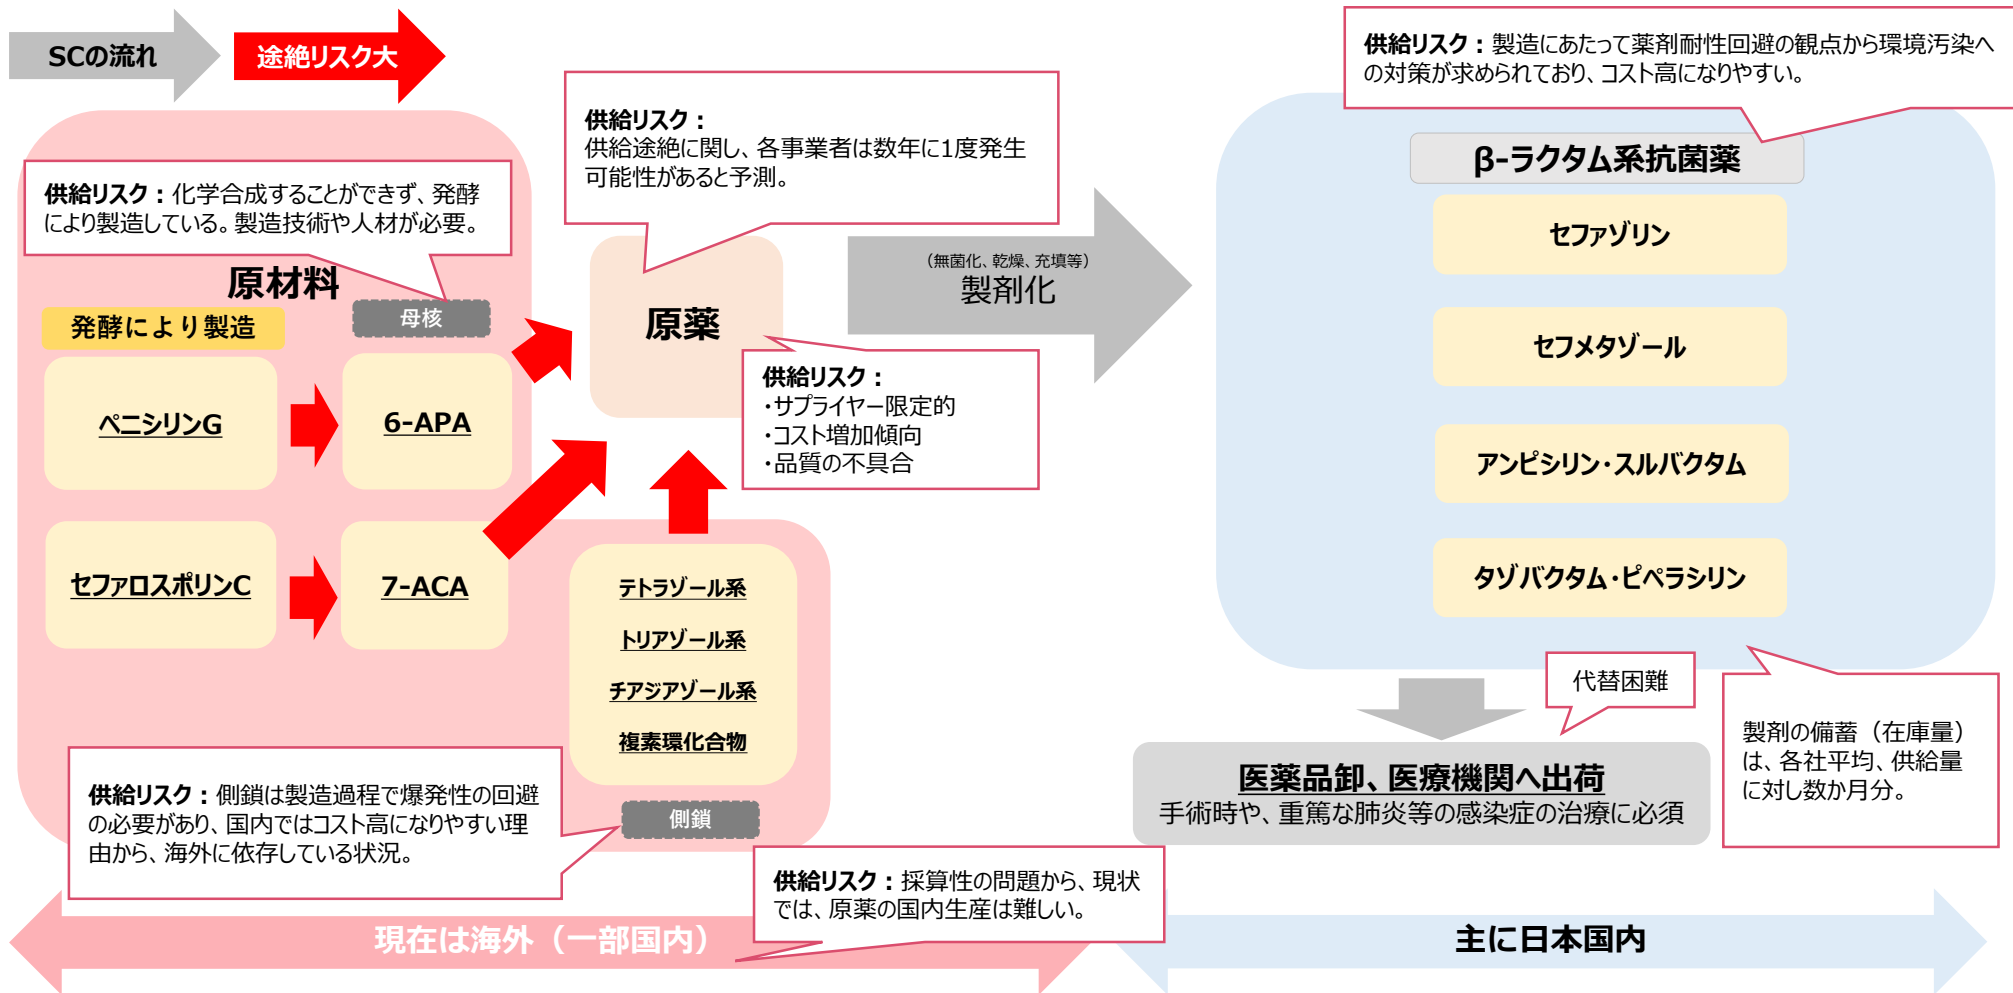 SCの流れ
途絶リスク大
供給リスク：製造にあたって薬剤耐性回避の観点から環境汚染へ
の対策が求められており、コスト高になりやすい。
供給リスク：
供給途絶に関し、各事業者は数年に1度発生
可能性があると予測。
供給リスク：化学合成することができず、発酵
により製造している。製造技術や人材が必要。
原材料
発酵により製造
母核
ペニシリンG
6-APA
セファロスポリンC
7-ACA
原薬
供給リスク：
・サプライヤー限定的
・コスト増加傾向
・品質の不具合
テトラゾール系
トリアゾール系
チアジアゾール系
複素環化合物
側鎖
供給リスク：側鎖は製造過程で爆発性の回避
の必要があり、国内ではコスト高になりやすい理
由から、海外に依存している状況。
（無菌化、乾燥、充填等）
製剤化
β-ラクタム系抗菌薬
セファゾリン
セフメタゾール
アンピシリン・スルバクタム
タゾバクタム・ピペラシリン
代替困難
製剤の備蓄（在庫量）
は、各社平均、供給量
に対し数か月分。
医薬品卸、医療機関へ出荷
手術時や、重篤な肺炎等の感染症の治療に必須
供給リスク：採算性の問題から、現状
では、原薬の国内生産は難しい。
現在は海外（一部国内）
主に日本国内